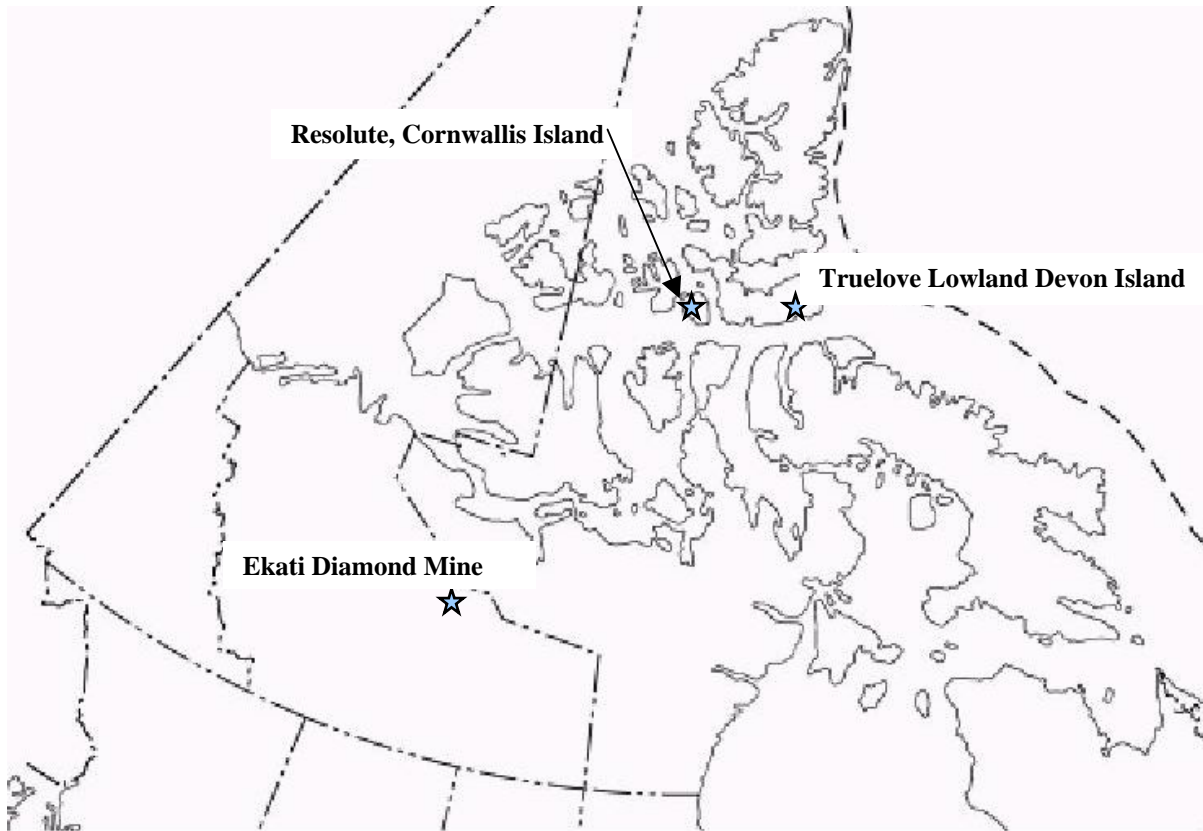 Resolute, Cornwallis Island
Truelove Lowland Devon Island
Ekati Diamond Mine